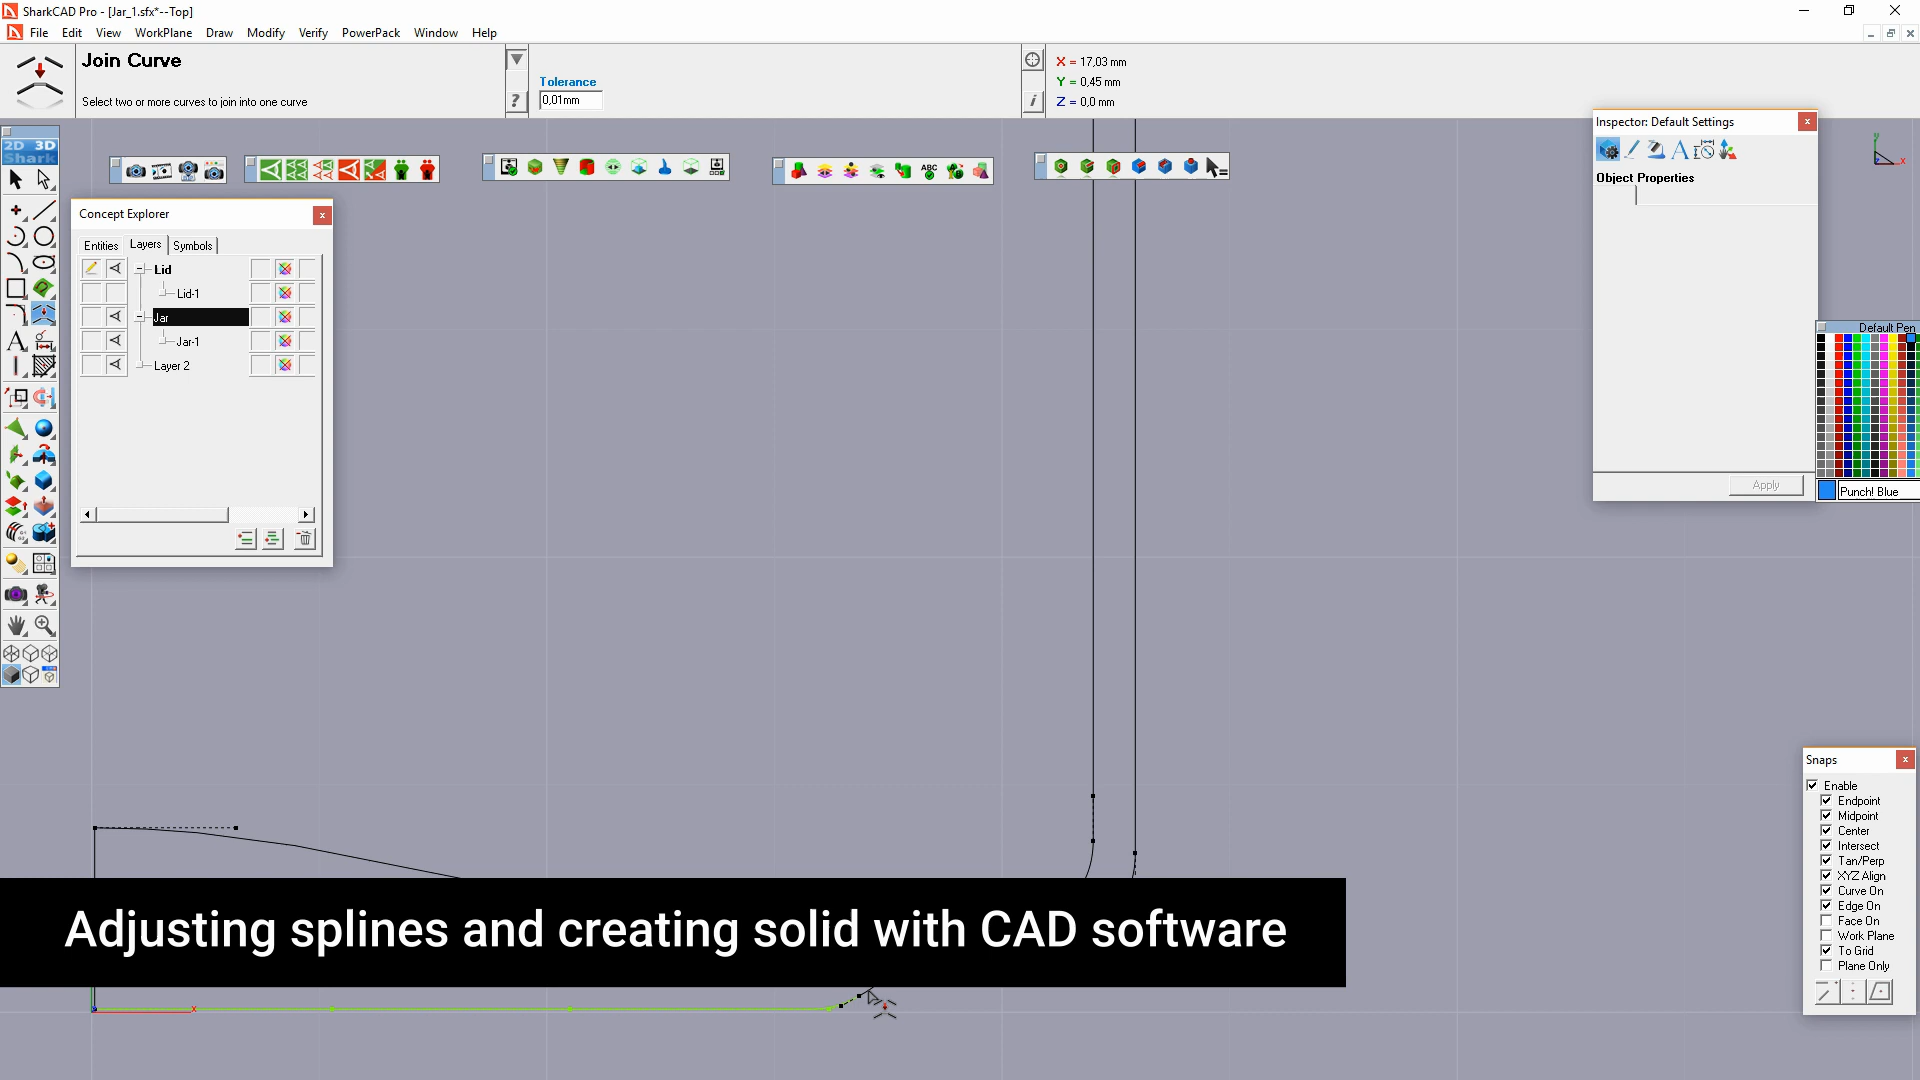 SharkCAD Pro - [Jar_1.sfx*--Top]
File Edit View WorkPlane Draw Modify Verify PowerPack Window Help
Join Curve
Select two or more curves to join into one curve
?
Tolerance
0,01mm
i
X = 17,03 mm
Y = 0,45 mm
Z = 0,0 mm
2D 3D
Shark
Concept Explorer
Entities Layers Symbols
Lid
Lid-1
Jar
Jar-1
Layer 2
ABC
Inspector: Default Settings
Object Properties
Apply
Y
X
Default Pen
Punch! Blue
Snaps
Enable
Endpoint
Midpoint
Center
Intersect
Tan/Perp
XYZ Align
Curve On
Edge On
Face On
Work Plane
To Grid
Plane Only
Adjusting splines and creating solid with CAD software
X